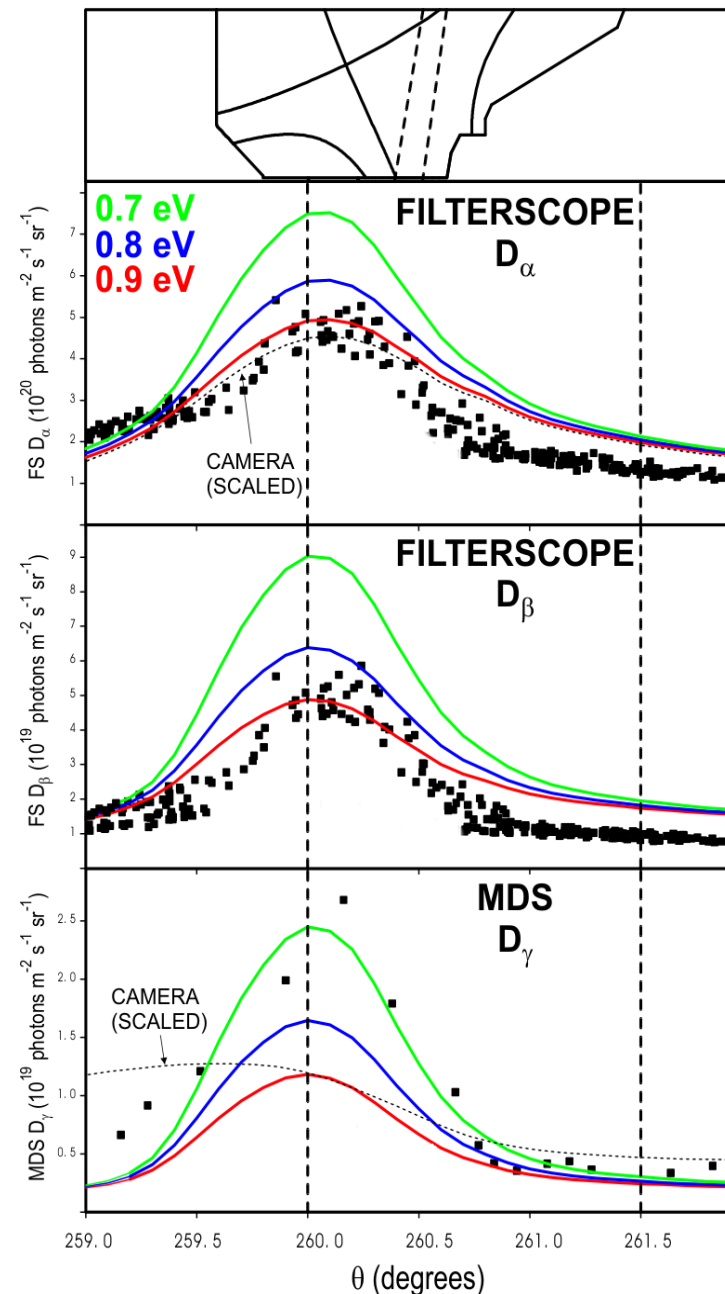 0.7 eV
0.8 eV
0.9 eV
FILTERSCOPE
Dα
7
6
5
4
3
2
1
FS Dα (10^20 photons m^-2 s^-1 sr^-1)
CAMERA
(SCALED)
FILTERSCOPE
Dβ
9
8
7
6
5
4
3
2
1
FS Dβ (10^19 photons m^-2 s^-1 sr^-1)
MDS
Dγ
2.5
2.0
1.5
1.0
0.5
MDS Dγ (10^19 photons m^-2 s^-1 sr^-1)
CAMERA
(SCALED)
259.0 259.5 260.0 260.5 261.0 261.5
θ (degrees)